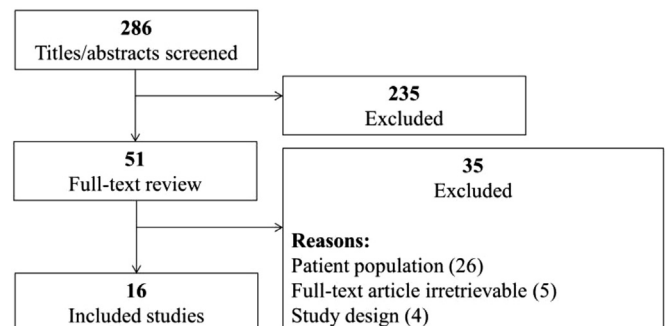 286
Titles/abstracts screened
235
Excluded
51
Full-text review
35
Excluded
Reasons:
Patient population (26)
Full-text article irretrievable (5)
Study design (4)
16
Included studies